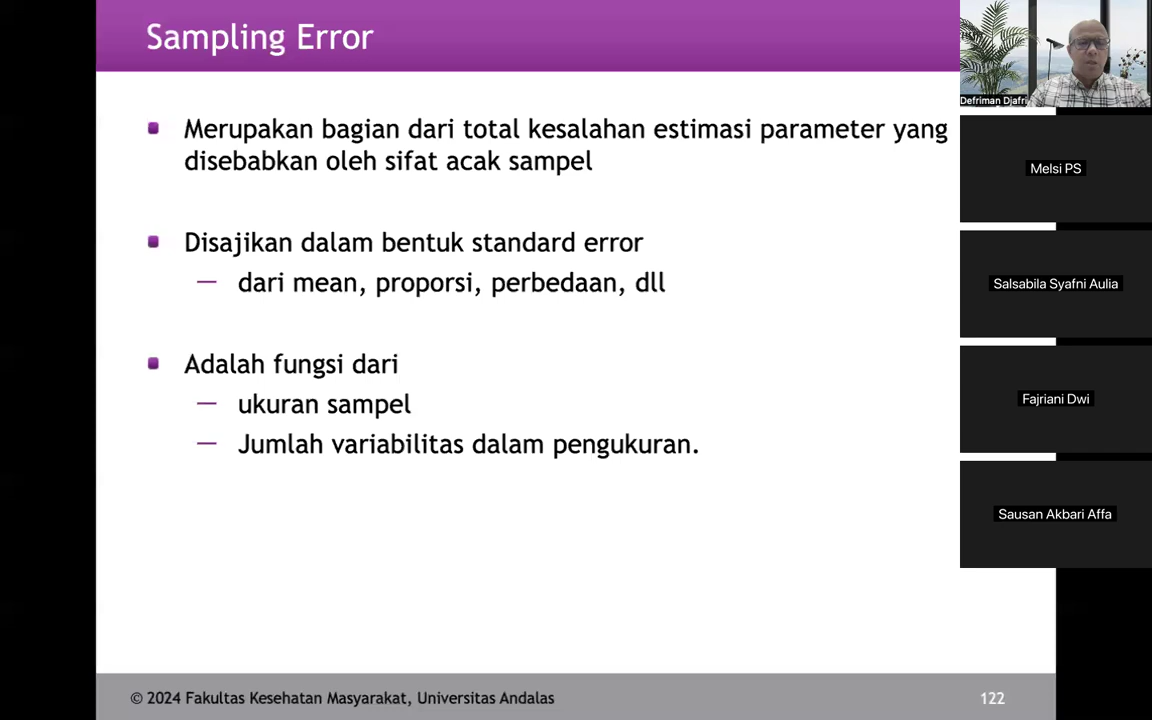 Sampling Error
Merupakan bagian dari total kesalahan estimasi parameter yang
disebabkan oleh sifat acak sampel
Disajikan dalam bentuk standard error
— dari mean, proporsi, perbedaan, dll
Adalah fungsi dari
— ukuran sampel
— Jumlah variabilitas dalam pengukuran.
© 2024 Fakultas Kesehatan Masyarakat, Universitas Andalas
122
Defriman Djafri
Melsi PS
Salsabila Syafni Aulia
Fajriani Dwi
Sausan Akbari Affa